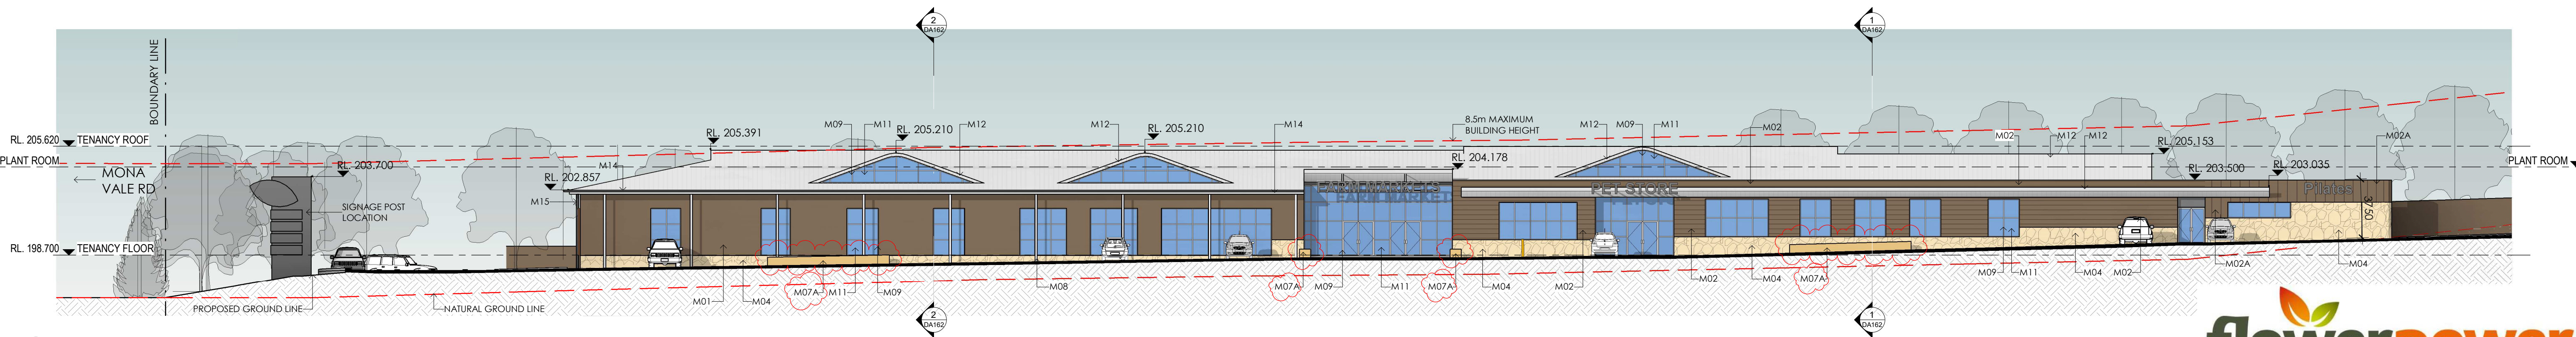 2
DA162
1
DA162
BOUNDARY LINE
RL. 205.620 TENANCY ROOF
PLANT ROOM
MONA
VALE RD
RL. 203.700
SIGNAGE POST
LOCATION
RL. 198.700 TENANCY FLOOR
PROPOSED GROUND LINE
NATURAL GROUND LINE
RL. 202.857
M15
M14
RL. 205.391
M09
M11
RL. 205.210
M12
M12
RL. 205.210
M14
8.5m MAXIMUM
BUILDING HEIGHT
RL. 204.178
M12
M09
M11
M02
M02
M12
M12
RL. 205.153
M02A
RL. 203.500
RL. 203.035
PLANT ROOM
FARM MARKETS
FARM MARKET
PET STORE
Pilates
37.50
M01
M04
M07A
M11
M09
M08
M07A
M09
M11
M07A
M04
M02
M02
M04
M07A
M09
M11
M04
M02
M02A
M04
2
DA162
1
DA162
flowerpower